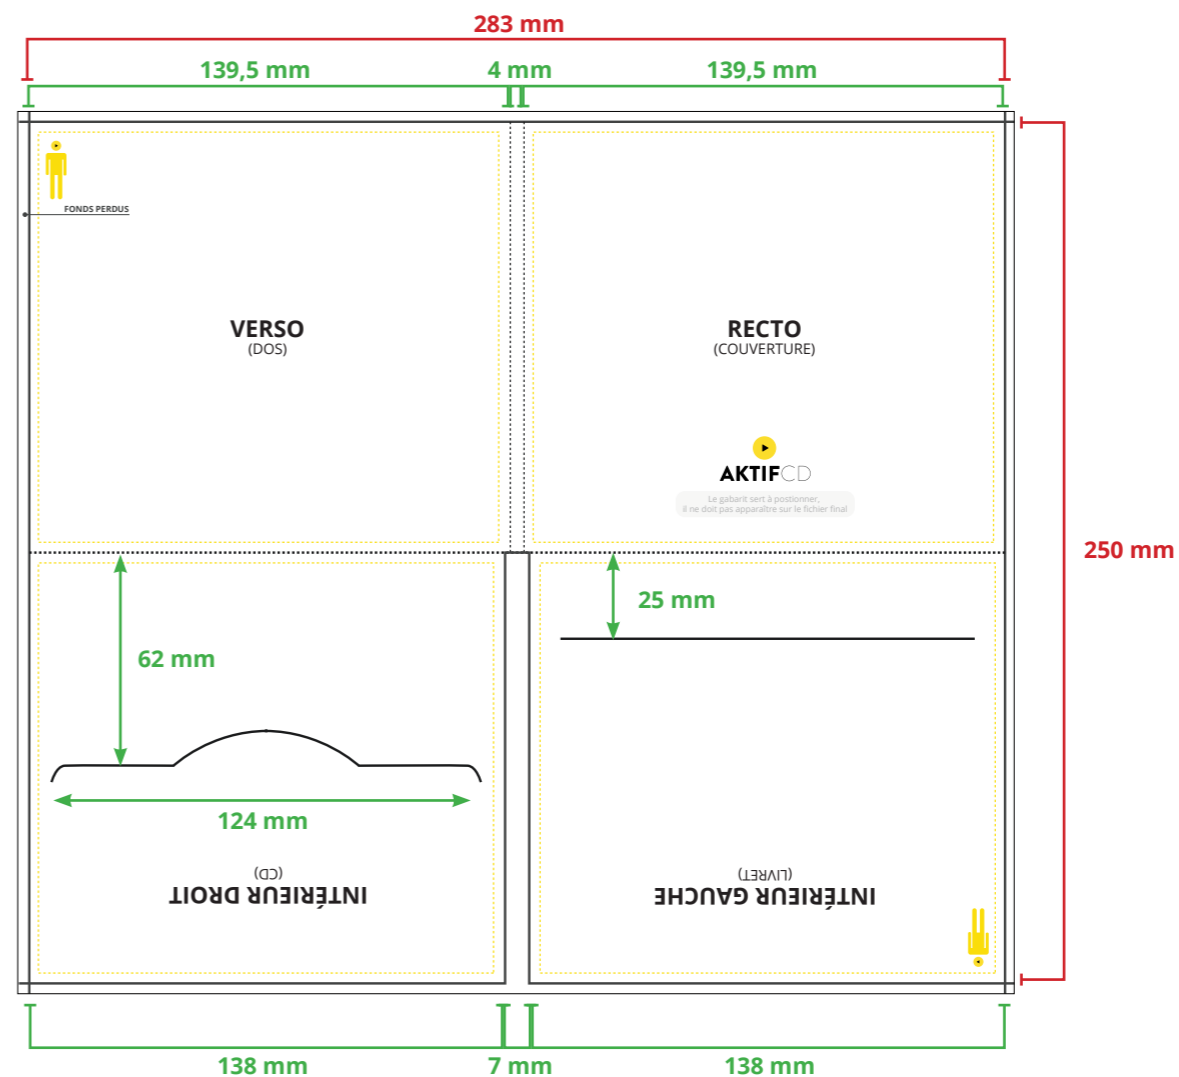 283 mm
139,5 mm 4 mm 139,5 mm
FONDS PERDUS
VERSO
(DOS)
RECTO
(COUVERTURE)
AKTIFCD
Le gabarit sert à postionner,
il ne doit pas apparaître sur le fichier final
250 mm
25 mm
62 mm
124 mm
(CD)
INTÉRIEUR DROIT
(LIVRET)
INTÉRIEUR GAUCHE
138 mm 7 mm 138 mm